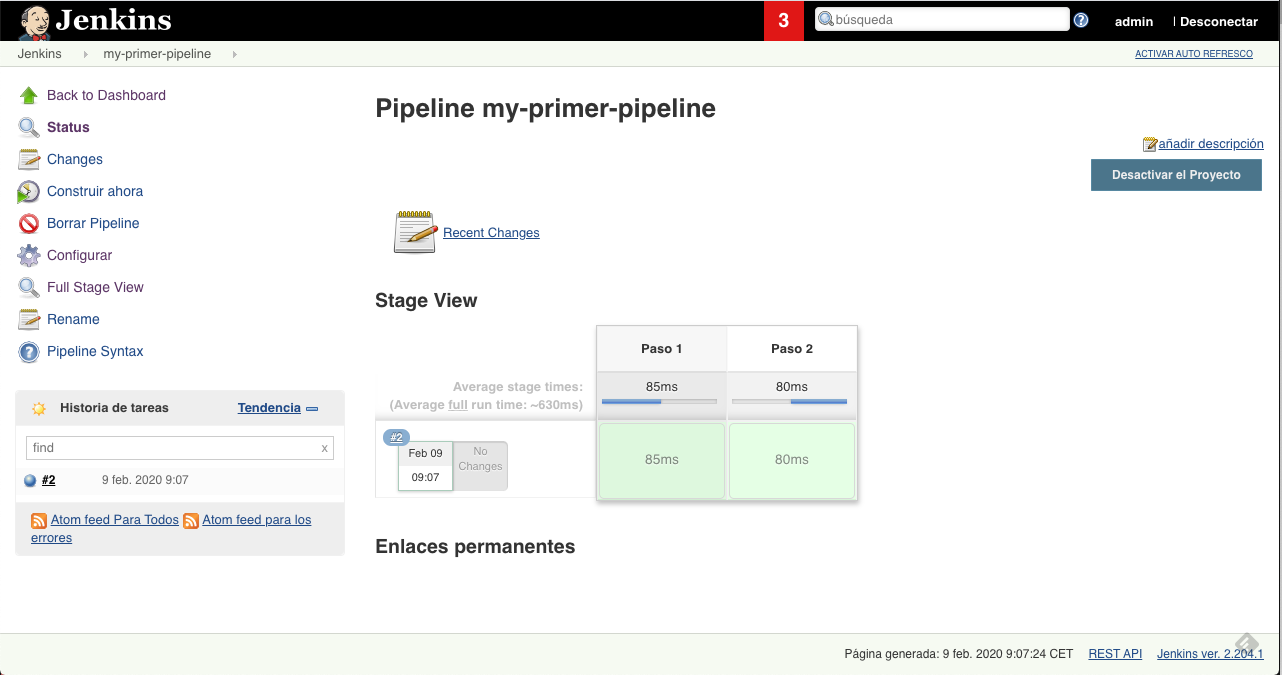 Jenkins
3
búsqueda
?
admin | Desconectar
Jenkins my-primer-pipeline
ACTIVAR AUTO REFRESCO
Back to Dashboard
Status
Changes
Construir ahora
Borrar Pipeline
Configurar
Full Stage View
Rename
Pipeline Syntax
Historia de tareas Tendencia
find x
#2 9 feb. 2020 9:07
Atom feed Para Todos Atom feed para los
errores
Pipeline my-primer-pipeline
añadir descripción
Desactivar el Proyecto
Recent Changes
Stage View
Paso 1 Paso 2
Average stage times: 85ms 80ms
(Average full run time: ~630ms)
#2
Feb 09
09:07
No
Changes
85ms 80ms
Enlaces permanentes
Página generada: 9 feb. 2020 9:07:24 CET REST API Jenkins ver. 2.204.1